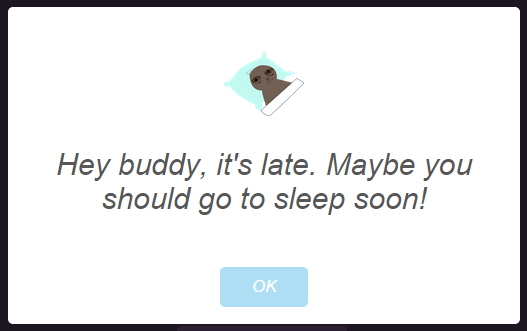 Hey buddy, it's late. Maybe you
should go to sleep soon!
OK